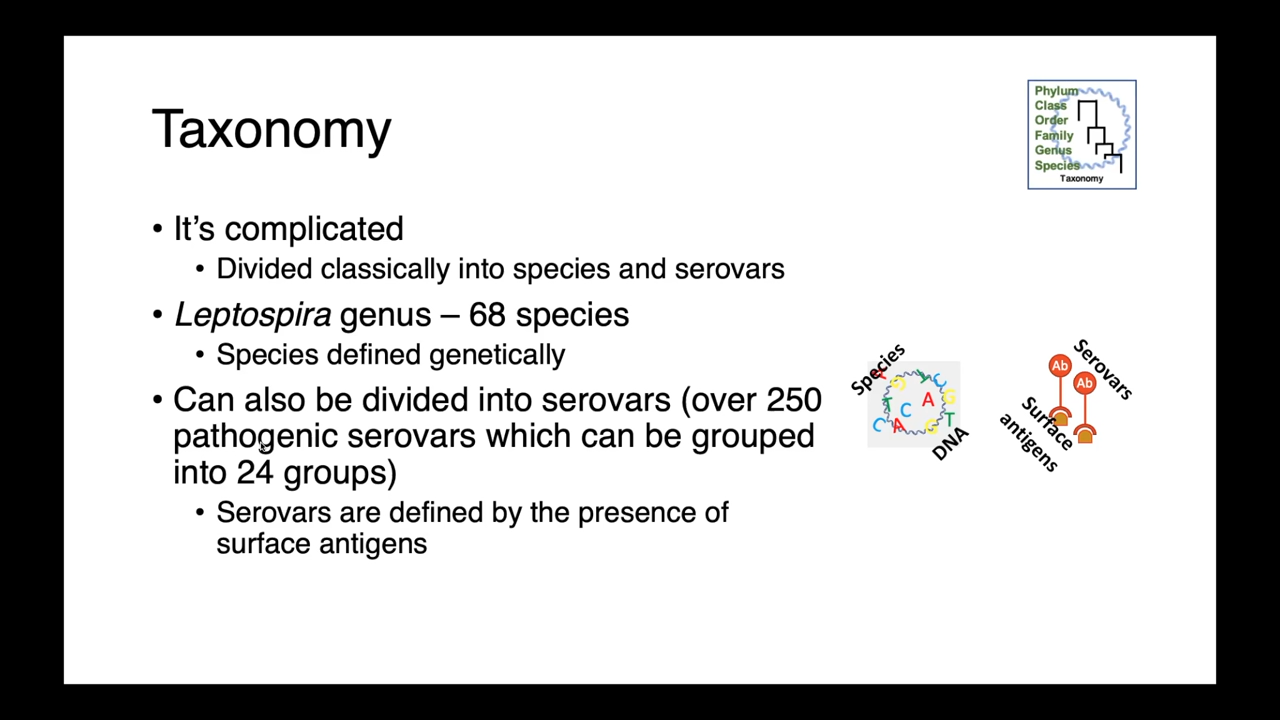 Taxonomy
• It’s complicated
• Divided classically into species and serovars
• Leptospira genus – 68 species
• Species defined genetically
• Can also be divided into serovars (over 250
pathogenic serovars which can be grouped
into 24 groups)
• Serovars are defined by the presence of
surface antigens
Phylum
Class
Order
Family
Genus
Species
Taxonomy
Species
C
G
A
C
T
T
C
A
G
DNA
Serovars
Ab
Ab
Surface
antigens